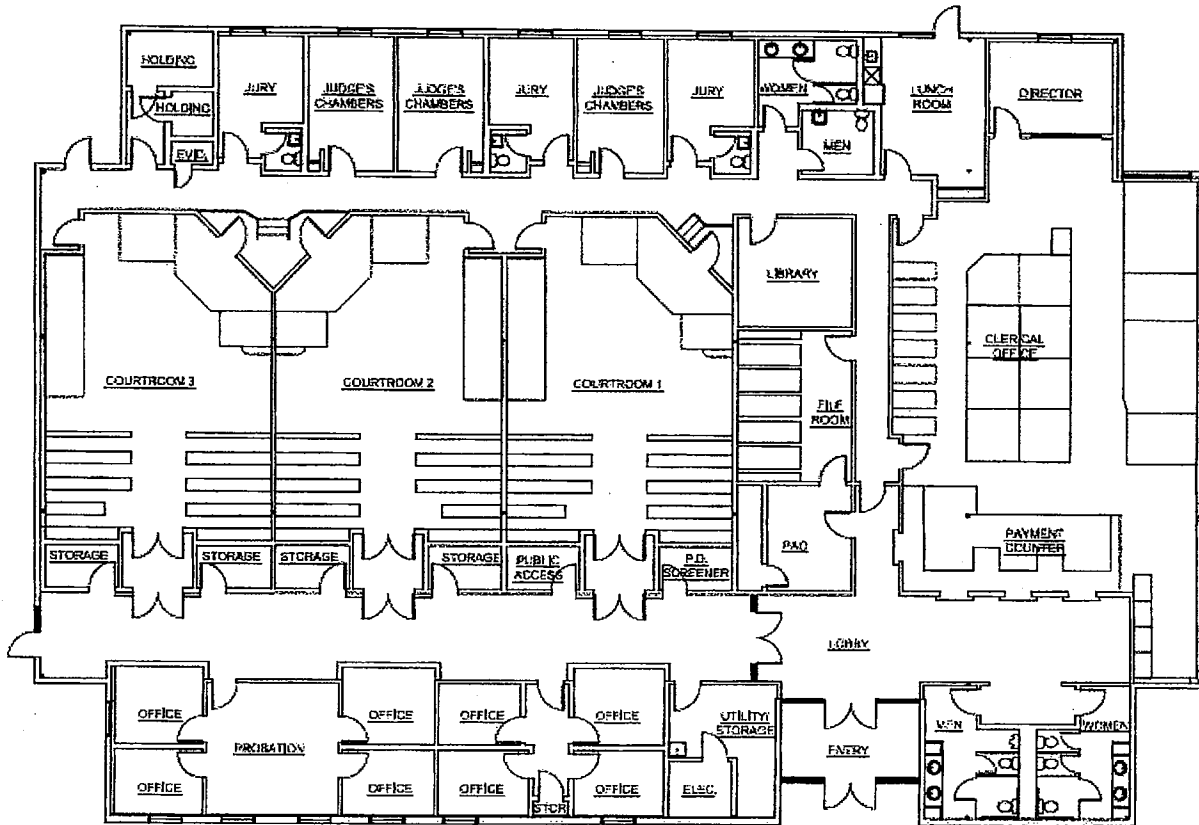 HOLDING
HOLDING
EVID.
JURY
JUDGE'S
CHAMBERS
JUDGE'S
CHAMBERS
JURY
JUDGE'S
CHAMBERS
JURY
WOMEN
MEN
LUNCH
ROOM
DIRECTOR
LIBRARY
CLERICAL
OFFICE
COURTROOM 3
COURTROOM 2
COURTROOM 1
FILE
ROOM
PAO
PAYMENT
COUNTER
STORAGE
STORAGE
STORAGE
STORAGE
PUBLIC
ACCESS
P.D.
SCREENER
LOBBY
OFFICE
OFFICE
OFFICE
OFFICE
UTILITY/
STORAGE
MEN
WOMEN
PROBATION
ENTRY
OFFICE
OFFICE
OFFICE
STOR
OFFICE
ELEC.